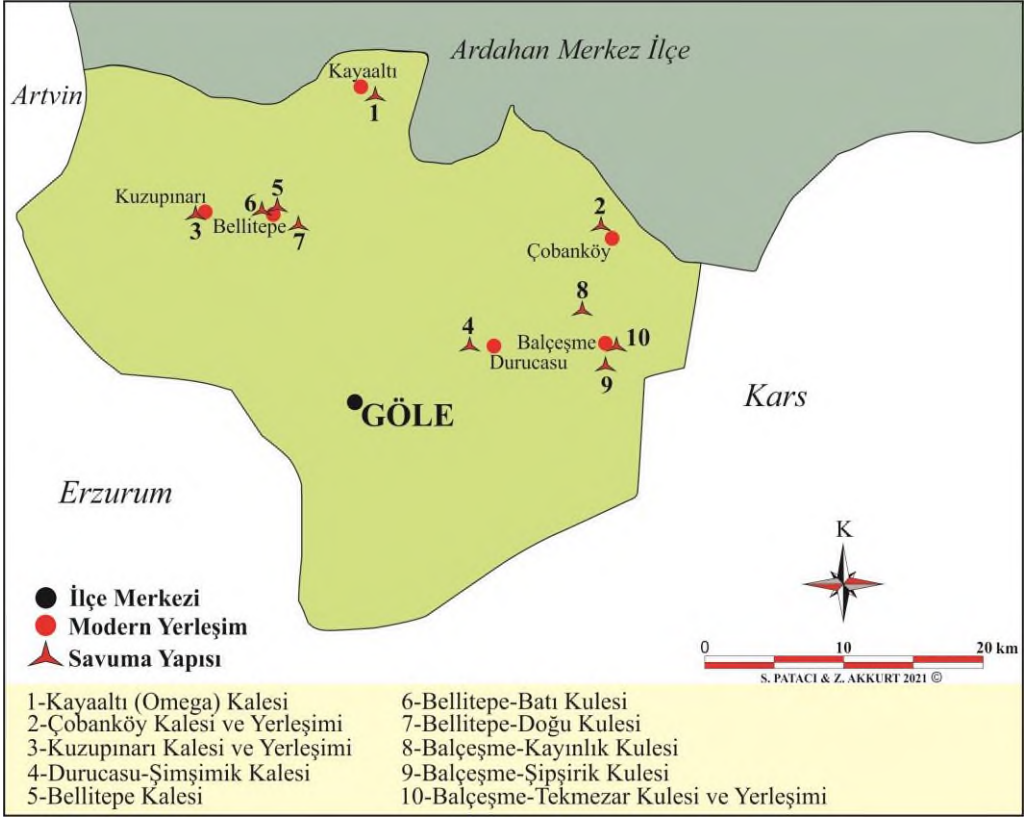 Ardahan Merkez İlçe
Kayaaltı
Artvin
1
Kuzupınarı
6
5
2
3
Bellitepe
7
Çobanköy
8
4
Balçeşme
10
Durucasu
9
GÖLE
Kars
Erzurum
K
İlçe Merkezi
Modern Yerleşim
Savuma Yapısı
0 10 20 km
S. PATACI & Z. AKKURT 2021 ©
1-Kayaaltı (Omega) Kalesi
2-Çobanköy Kalesi ve Yerleşimi
3-Kuzupınarı Kalesi ve Yerleşimi
4-Durucasu-Şimşimik Kalesi
5-Bellitepe Kalesi
6-Bellitepe-Batı Kulesi
7-Bellitepe-Doğu Kulesi
8-Balçeşme-Kayınlık Kulesi
9-Balçeşme-Şipşirik Kulesi
10-Balçeşme-Tekmezar Kulesi ve Yerleşimi